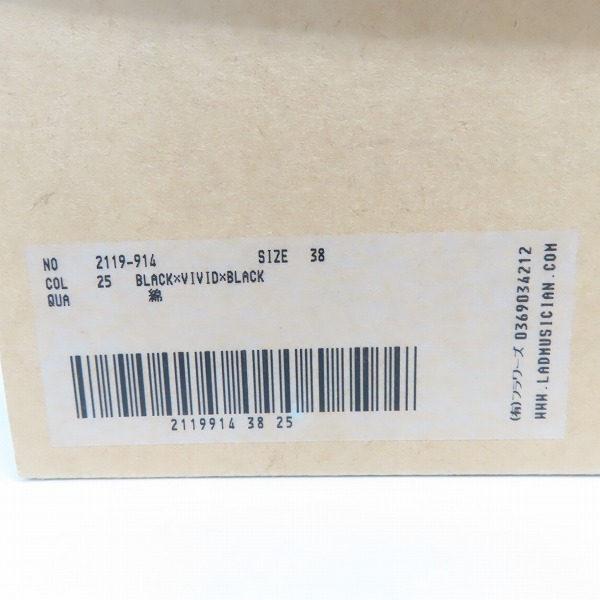 NO 2119-914 SIZE 38
COL 25 BLACK×VIVID×BLACK
QUA 綿
2119914 38 25
(有)フラワーズ 0369034212
WWW.LADMUSICIAN.COM